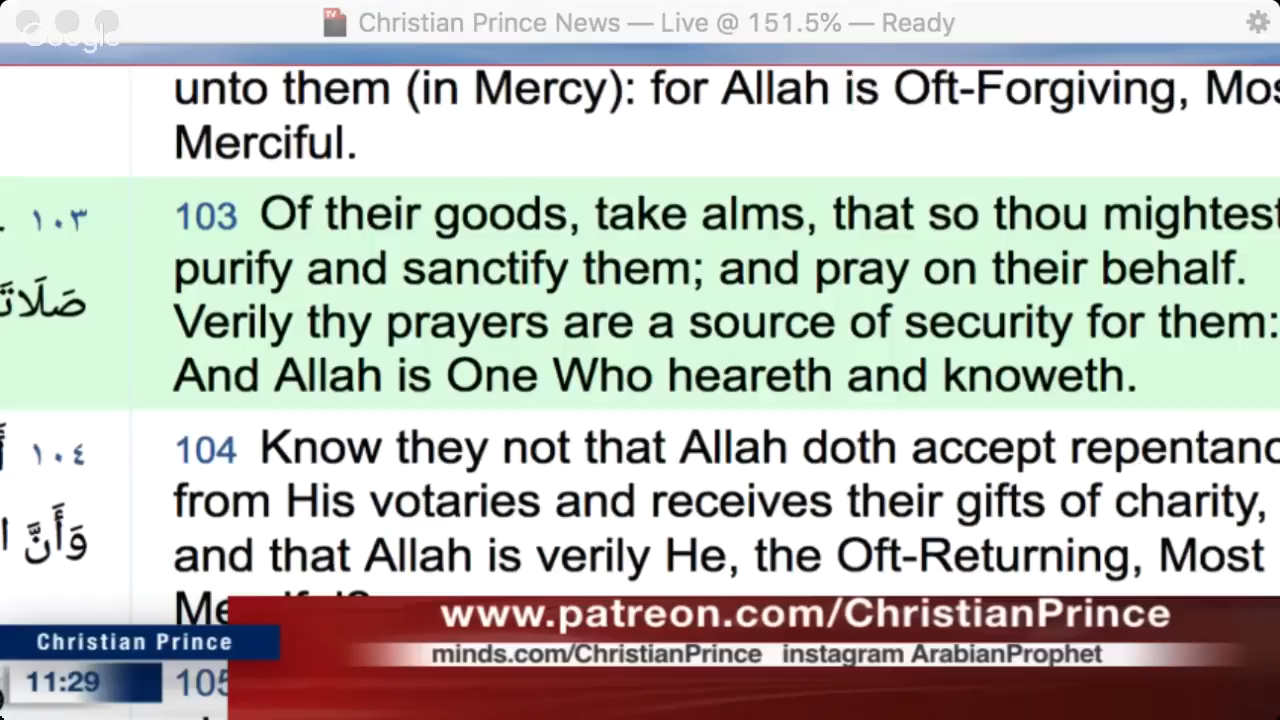 Christian Prince News — Live @ 151.5% — Ready
Google
unto them (in Mercy): for Allah is Oft-Forgiving,
Merciful.
١٠٣
103 Of their goods, take alms, that so thou mightest
purify and sanctify them; and pray on their behalf.
Verily thy prayers are a source of security for them:
And Allah is One Who heareth and knoweth.
١٠٤
104 Know they not that Allah doth accept
from His votaries and receives their gifts of charity,
وَأَنَّ
and that Allah is verily He, the Oft-Returning, Most
www.patreon.com/ChristianPrince
Christian Prince
minds.com/ChristianPrince instagram ArabianProphet
11:29
105